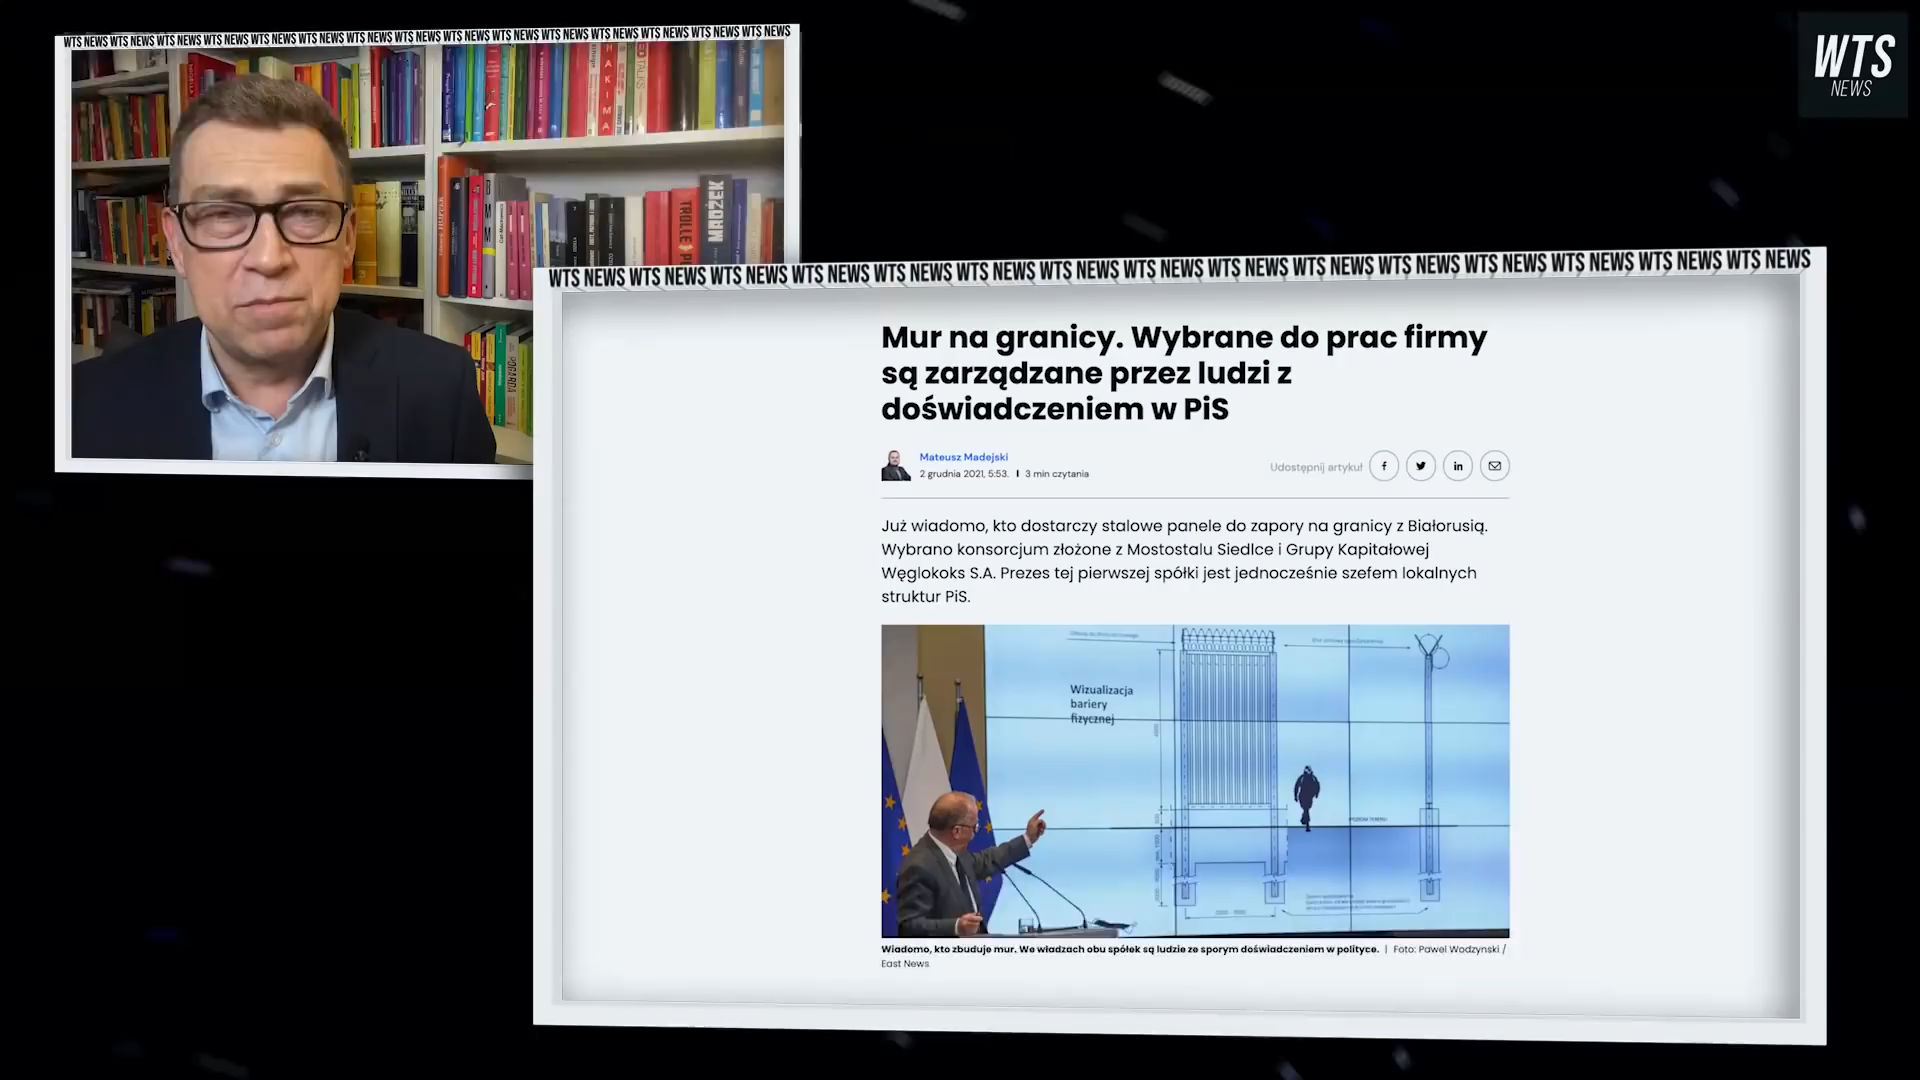 WTS NEWS WTS NEWS WTS NEWS WTS NEWS WTS NEWS WTS NEWS WTS NEWS WTS NEWS WTS NEWS WTS NEWS WTS NEWS WTS NEWS WTS NEWS WTS NEWS WTS NEWS WTS NEWS
WTS
NEWS
HAKIMA
MADŻEK
TROLLE
POGARDA
WTS NEWS WTS NEWS WTS NEWS WTS NEWS WTS NEWS WTS NEWS WTS NEWS WTS NEWS WTS NEWS WTS NEWS WTS NEWS WTS NEWS WTS NEWS WTS NEWS WTS NEWS
Mur na granicy. Wybrane do prac firmy
są zarządzane przez ludzi z
doświadczeniem w PiS
Mateusz Madejski
2 grudnia 2021, 5:53. | 3 min czytania
Udostępnij artykuł
Już wiadomo, kto dostarczy stalowe panele do zapory na granicy z Białorusią.
Wybrano konsorcjum złożone z Mostostalu Siedlce i Grupy Kapitałowej
Węglokoks S.A. Prezes tej pierwszej spółki jest jednocześnie szefem lokalnych
struktur PiS.
Wizualizacja
bariery
fizycznej
POZIOM TERENU
Wiadomo, kto zbuduje mur. We władzach obu spółek są ludzie ze sporym doświadczeniem w polityce. | Foto: Pawel Wodzynski /
East News